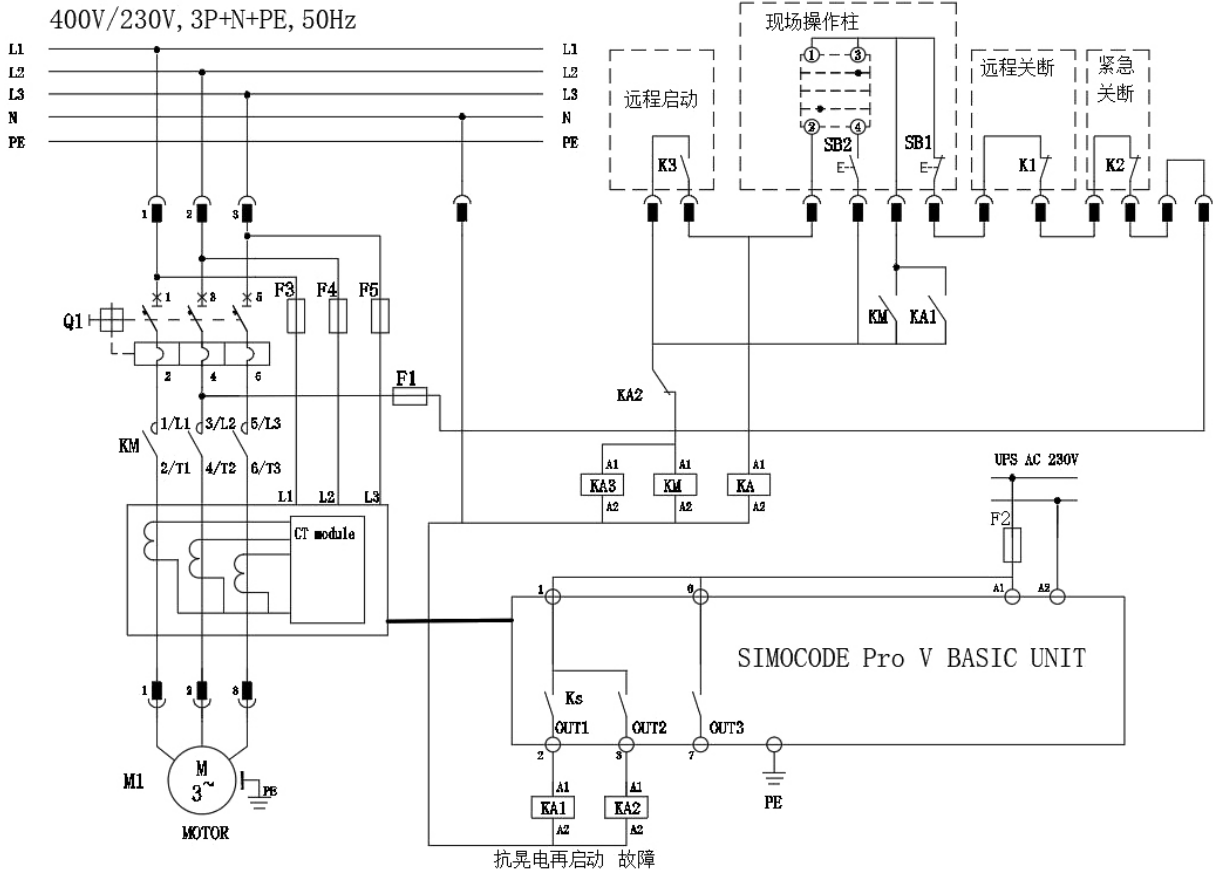 400V/230V, 3P+N+PE, 50Hz
L1
L1
L2
L2
L3
L3
N
N
PE
PE
现场操作柱
远程启动
远程关断
紧急
关断
1
3
2
4
K3
SB2
SB1
K1
K2
E
E
1
2
3
F3
F4
F5
Q1
1
3
5
2
4
6
F1
KM
KA1
KA2
KM
1/L1
3/L2
5/L3
2/T1
4/T2
6/T3
A1
A1
A1
KA3
KM
KA
A2
A2
A2
UPS AC 230V
F2
L1
L2
L3
CT module
1
6
A1
A2
SIMOCODE Pro V BASIC UNIT
Ks
OUT1
OUT2
OUT3
2
3
7
1
2
3
M1
M
3~
PE
MOTOR
PE
A1
A1
KA1
KA2
A2
A2
抗晃电再启动 故障